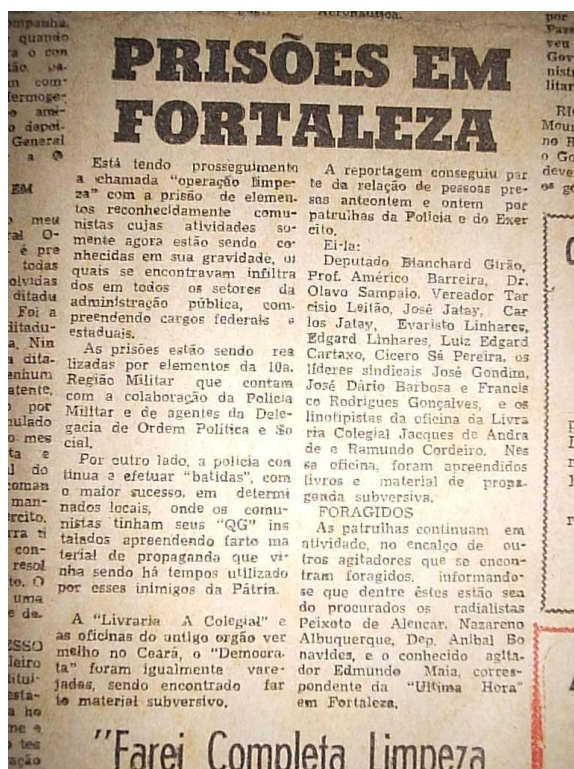 Aeronáutica.
PRISÕES EM
FORTALEZA
Está tendo prosseguimento
a chamada "operação limpe-
za" com a prisão de elemen-
tos reconhecidamente comu-
nistas cujas atividades so-
mente agora estão sendo co-
nhecidas em sua gravidade, os
quais se encontravam infiltra
dos em todos os setores da
administração pública, com-
preendendo cargos federais e
estaduais.
As prisões estão sendo rea
lizadas por elementos da 10a.
Região Militar que contam
com a colaboração da Polícia
Militar e de agentes da Dele-
gacia de Ordem Política e So
cial.
Por outro lado, a polícia con
tinua a efetuar "batidas", com
o maior sucesso, em determi
nados locais, onde os comu-
nistas tinham seus "QG" ins
talados apreendendo farto ma
terial de propaganda que vi-
nha sendo há tempos utilizado
por esses inimigos da Pátria.
A "Livraria A Colegial" e
as oficinas do antigo orgão ver
melho no Ceará, o "Democra
ta" foram igualmente vare-
jadas, sendo encontrado far
to material subversivo.
A reportagem conseguiu par
te da relação de pessoas pre-
sas anteontem e ontem por
patrulhas da Polícia e do Exer
cito.
Ei-la:
Deputado Blanchard Girão,
Prof. Américo Barreira, Dr.
Olavo Sampaio, Vereador Tar
cisio Leitão, José Jatay, Car
los Jatay, Evaristo Linhares,
Edgard Linhares, Luiz Edgard
Cartaxo, Cicero Sá Pereira, os
líderes sindicais José Gondim,
José Dário Barbosa e Francis
co Rodrigues Gonçalves, e os
linotipistas da oficina da Livra
ria Colegial Jacques de Andra
de e Raimundo Cordeiro. Nes
sa oficina, foram apreendidos
livros e material de propa-
ganda subversiva.
FORAGIDOS
As patrulhas continuam em
atividade, no encalço de ou-
tros agitadores que se encon-
tram foragidos, informando-
se que dentre êstes estão sen
do procurados os radialistas
Peixoto de Alencar, Nazareno
Albuquerque, Dep. Anibal Bo
navides, e o conhecido agita-
dor Edmundo Maia, corres-
pondente da "Ultima Hora"
em Fortaleza.
"Farei Completa Limpeza